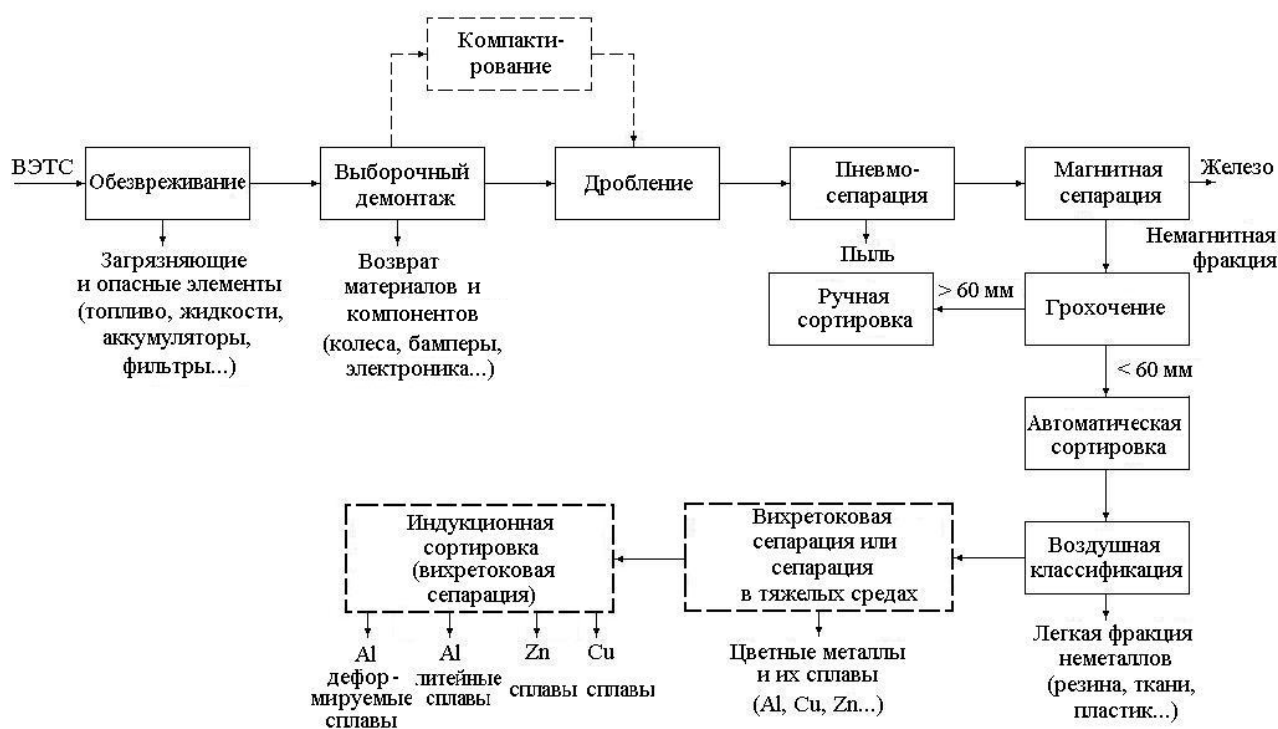 Компакти-
рование
ВЭТС
Обезвреживание
Выборочный
демонтаж
Дробление
Пневмо-
сепарация
Магнитная
сепарация
Железо
Загрязняющие
и опасные элементы
(топливо, жидкости,
аккумуляторы,
фильтры...)
Возврат
материалов и
компонентов
(колеса, бамперы,
электроника...)
Пыль
Немагнитная
фракция
Ручная
сортировка
> 60 мм
Грохочение
< 60 мм
Автоматическая
сортировка
Индукционная
сортировка
(вихретоковая
сепарация)
Вихретоковая
сепарация или
сепарация
в тяжелых средах
Воздушная
классификация
Al
дефор-
мируемые
сплавы
Al
литейные
сплавы
Zn
сплавы
Cu
сплавы
Цветные металлы
и их сплавы
(Al, Cu, Zn...)
Легкая фракция
неметаллов
(резина, ткани,
пластик...)